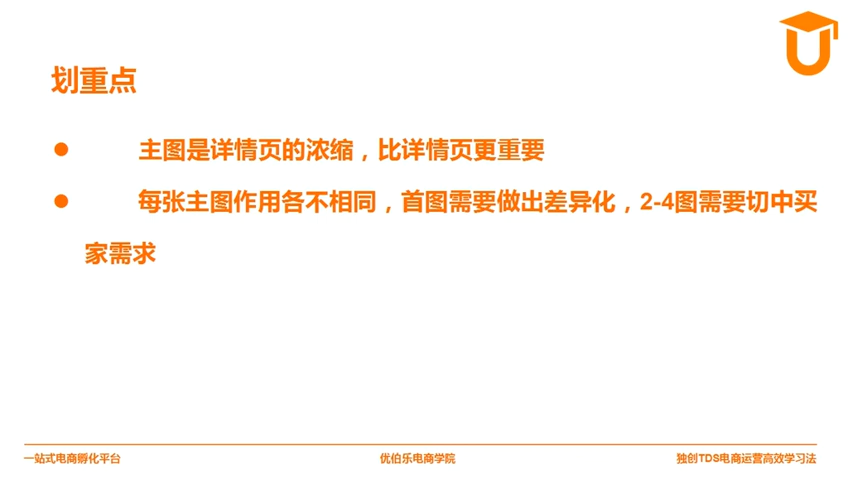 划重点
● 主图是详情页的浓缩，比详情页更重要
● 每张主图作用各不相同，首图需要做出差异化，2-4图需要切中买
家需求
一站式电商孵化平台
优伯乐电商学院
独创TDS电商运营高效学习法